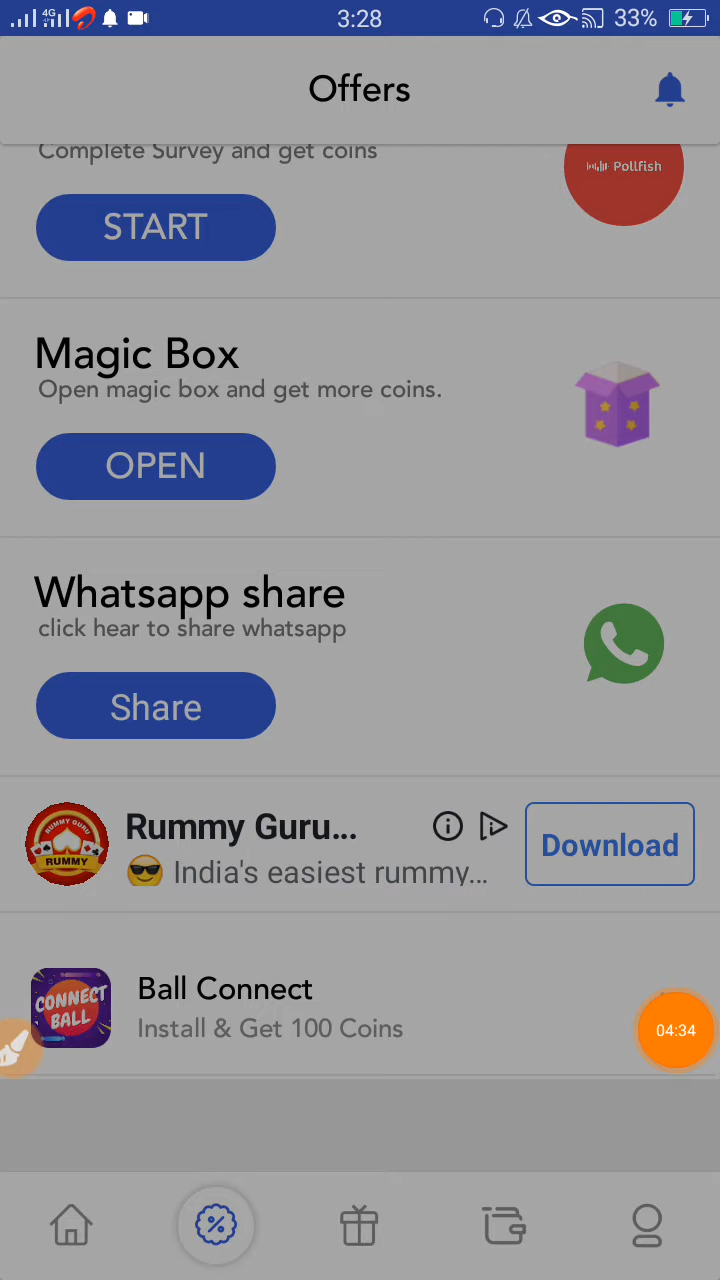 4G
3:28
33%
Offers
Complete Survey and get coins
Pollfish
START
Magic Box
Open magic box and get more coins.
OPEN
Whatsapp share
click hear to share whatsapp
Share
Rummy Guru...
RUMMY GURU
RUMMY
😎 India's easiest rummy...
Download
CONNECT
BALL
Ball Connect
Install & Get 100 Coins
04:34